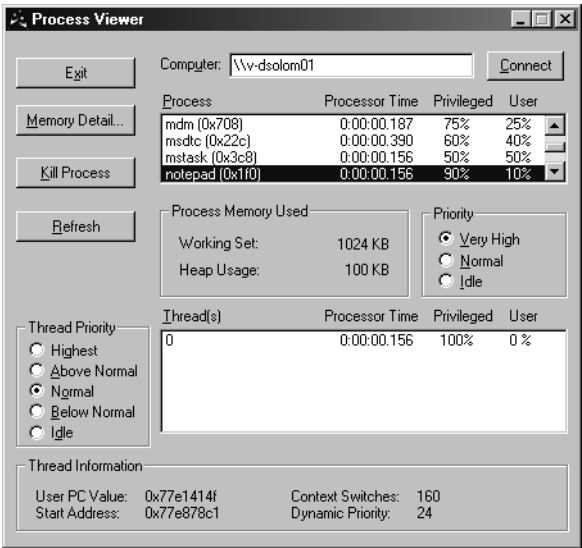 Process Viewer
Exit
Computer: \\v-dsolom01 Connect
Memory Detail...
Process Processor Time Privileged User
mdm (0x708) 0:00:00.187 75% 25%
msdtc (0x22c) 0:00:00.390 60% 40%
mstask (0x3c8) 0:00:00.156 50% 50%
notepad (0x1f0) 0:00:00.156 90% 10%
Kill Process
Refresh
Process Memory Used
Working Set: 1024 KB
Heap Usage: 100 KB
Priority
Very High
Normal
Idle
Thread Priority
Highest
Above Normal
Normal
Below Normal
Idle
Thread(s) Processor Time Privileged User
0 0:00:00.156 100% 0 %
Thread Information
User PC Value: 0x77e1414f Context Switches: 160
Start Address: 0x77e878c1 Dynamic Priority: 24